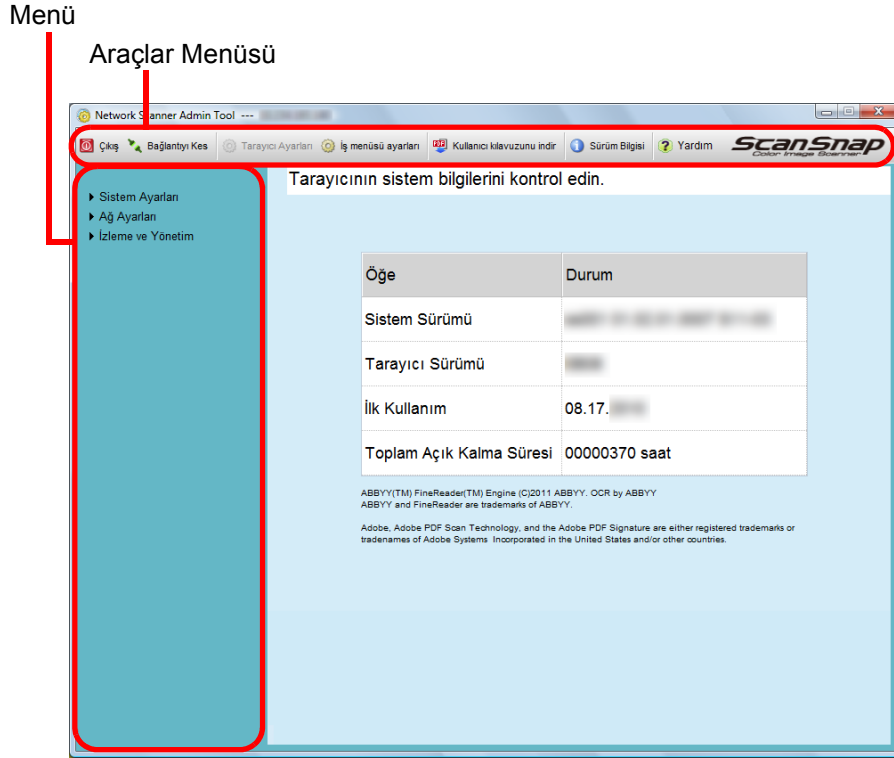 Menü
Araçlar Menüsü
Network Scanner Admin Tool ---
Çıkış Bağlantıyı Kes Tarayıcı Ayarları İş menüsü ayarları Kullanıcı kılavuzunu indir Sürüm Bilgisi Yardım ScanSnap
Color Image Scanner
Tarayıcının sistem bilgilerini kontrol edin.
Sistem Ayarları
Ağ Ayarları
İzleme ve Yönetim
Öğe Durum
Sistem Sürümü
Tarayıcı Sürümü
İlk Kullanım 08.17.
Toplam Açık Kalma Süresi 00000370 saat
ABBYY(TM) FineReader(TM) Engine (C)2011 ABBYY. OCR by ABBYY
ABBYY and FineReader are trademarks of ABBYY.
Adobe, Adobe PDF Scan Technology, and the Adobe PDF Signature are either registered trademarks or
tradenames of Adobe Systems Incorporated in the United States and/or other countries.